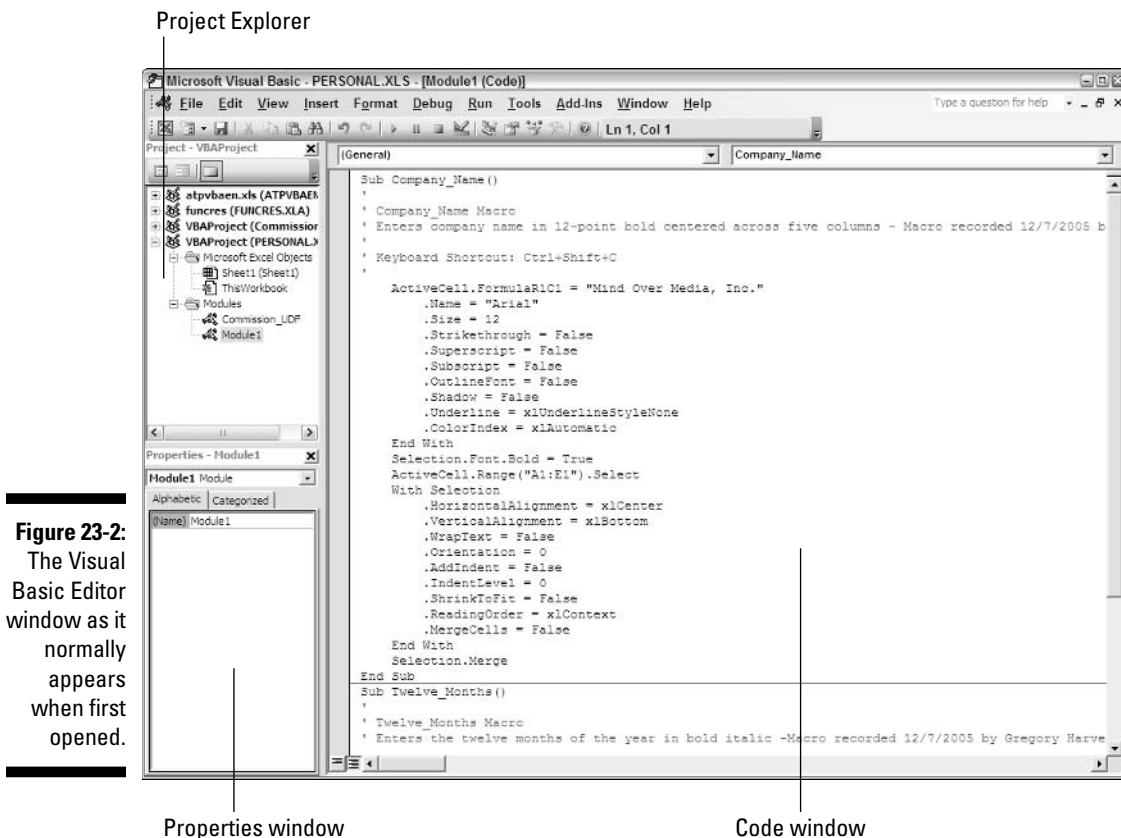 Project Explorer
Microsoft Visual Basic - PERSONAL.XLS - [Module1 (Code)]
File Edit View Insert Format Debug Run Tools Add-Ins Window Help
Type a question for help
Ln 1, Col 1
Project - VBAProject
(General)
Company_Name
atpvbaen.xls (ATPVBAEN
funcres (FUNCRES.XLA)
VBAProject (Commission
VBAProject (PERSONAL.X
Microsoft Excel Objects
Sheet1 (Sheet1)
ThisWorkbook
Modules
Commission_UDF
Module1
Properties - Module1
Module1 Module
Alphabetic Categorized
(Name) Module1
Sub Company_Name()
'
' Company_Name Macro
' Enters company name in 12-point bold centered across five columns - Macro recorded 12/7/2005 b
'
' Keyboard Shortcut: Ctrl+Shift+C
'
ActiveCell.FormulaR1C1 = "Mind Over Media, Inc."
.Name = "Arial"
.Size = 12
.Strikethrough = False
.Superscript = False
.Subscript = False
.OutlineFont = False
.Shadow = False
.Underline = xlUnderlineStyleNone
.ColorIndex = xlAutomatic
End With
Selection.Font.Bold = True
ActiveCell.Range("A1:E1").Select
With Selection
.HorizontalAlignment = xlCenter
.VerticalAlignment = xlBottom
.WrapText = False
.Orientation = 0
.AddIndent = False
.IndentLevel = 0
.ShrinkToFit = False
.ReadingOrder = xlContext
.MergeCells = False
End With
Selection.Merge
End Sub
Sub Twelve_Months()
'
' Twelve_Months Macro
' Enters the twelve months of the year in bold italic -Macro recorded 12/7/2005 by Gregory Harve
Figure 23-2:
The Visual
Basic Editor
window as it
normally
appears
when first
opened.
Properties window
Code window